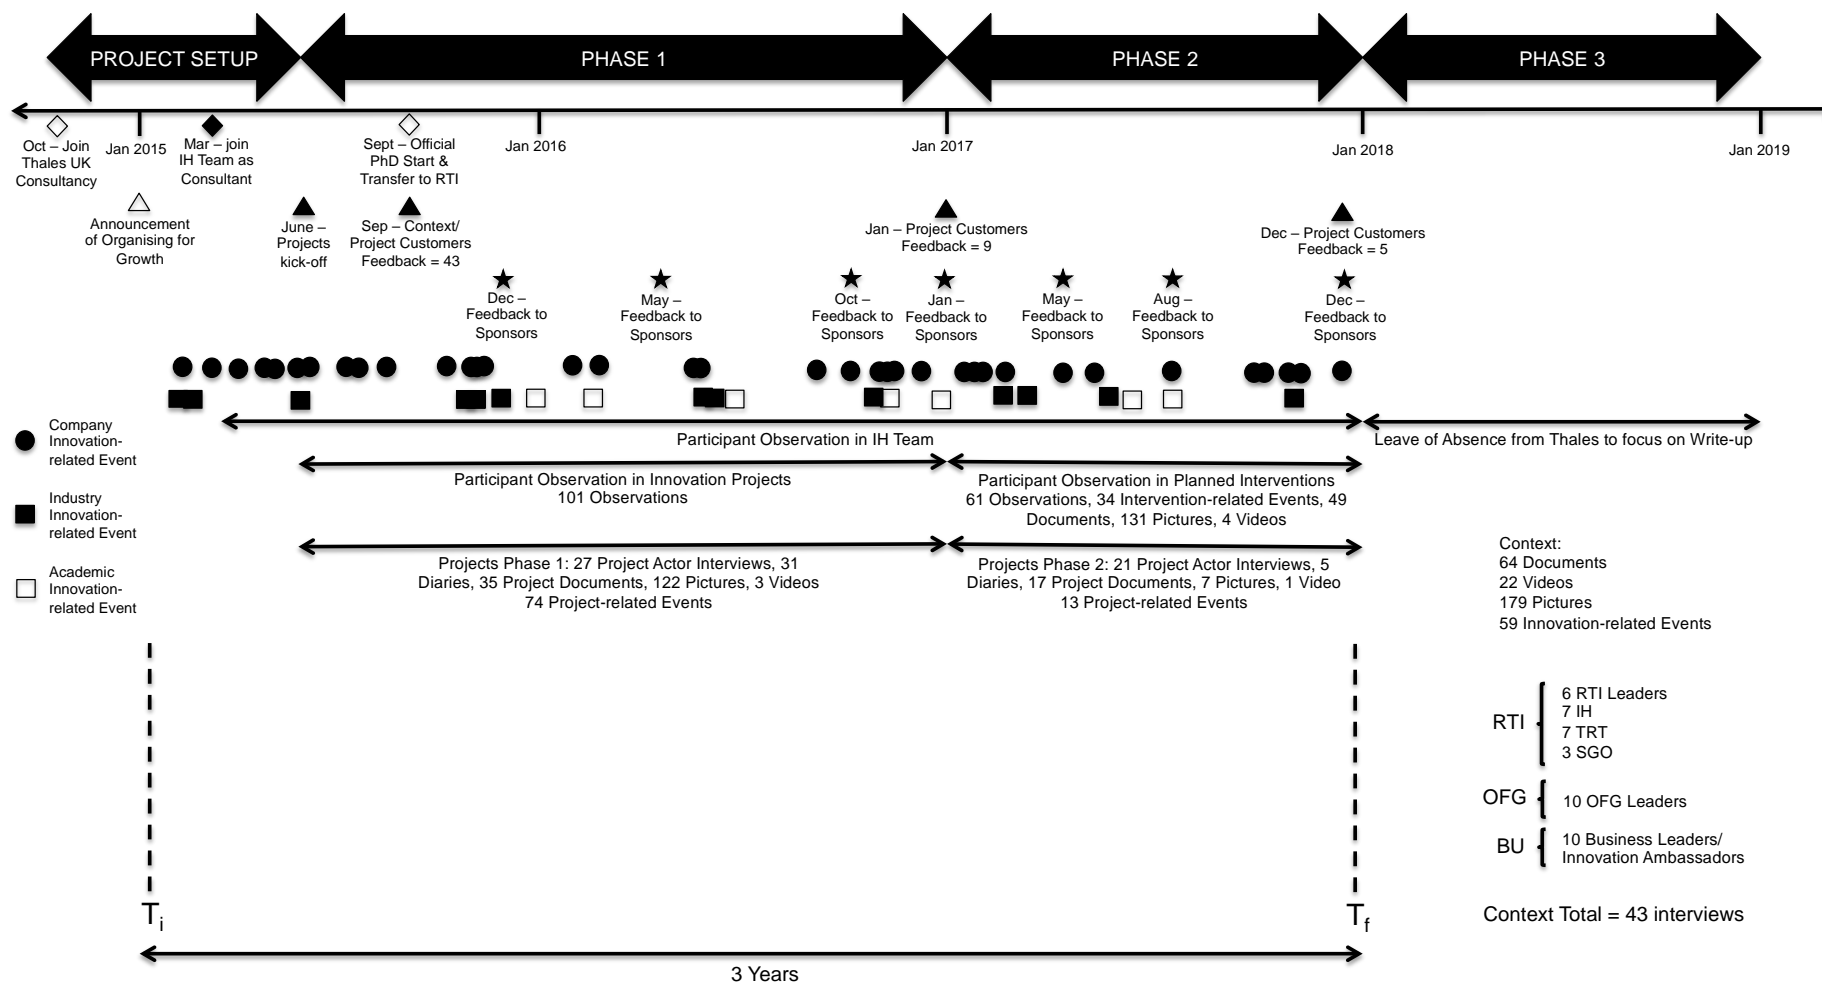 PROJECT SETUP
PHASE 1
PHASE 2
PHASE 3
Oct – Join
Thales UK
Consultancy
Jan 2015
Mar – join
IH Team as
Consultant
Sept – Official
PhD Start &
Transfer to RTI
Jan 2016
Jan 2017
Jan 2018
Jan 2019
Announcement
of Organising for
Growth
June –
Projects
kick-off
Sep – Context/
Project Customers
Feedback = 43
Jan – Project Customers
Feedback = 9
Dec – Project Customers
Feedback = 5
Dec –
Feedback to
Sponsors
May –
Feedback to
Sponsors
Oct –
Feedback to
Sponsors
Jan –
Feedback to
Sponsors
May –
Feedback to
Sponsors
Aug –
Feedback to
Sponsors
Dec –
Feedback to
Sponsors
Company
Innovation-
related Event
Industry
Innovation-
related Event
Academic
Innovation-
related Event
Participant Observation in IH Team
Leave of Absence from Thales to focus on Write-up
Participant Observation in Innovation Projects
101 Observations
Participant Observation in Planned Interventions
61 Observations, 34 Intervention-related Events, 49
Documents, 131 Pictures, 4 Videos
Projects Phase 1: 27 Project Actor Interviews, 31
Diaries, 35 Project Documents, 122 Pictures, 3 Videos
74 Project-related Events
Projects Phase 2: 21 Project Actor Interviews, 5
Diaries, 17 Project Documents, 7 Pictures, 1 Video
13 Project-related Events
Context:
64 Documents
22 Videos
179 Pictures
59 Innovation-related Events
RTI
6 RTI Leaders
7 IH
7 TRT
3 SGO
OFG
10 OFG Leaders
BU
10 Business Leaders/
Innovation Ambassadors
Context Total = 43 interviews
Ti
Tf
3 Years